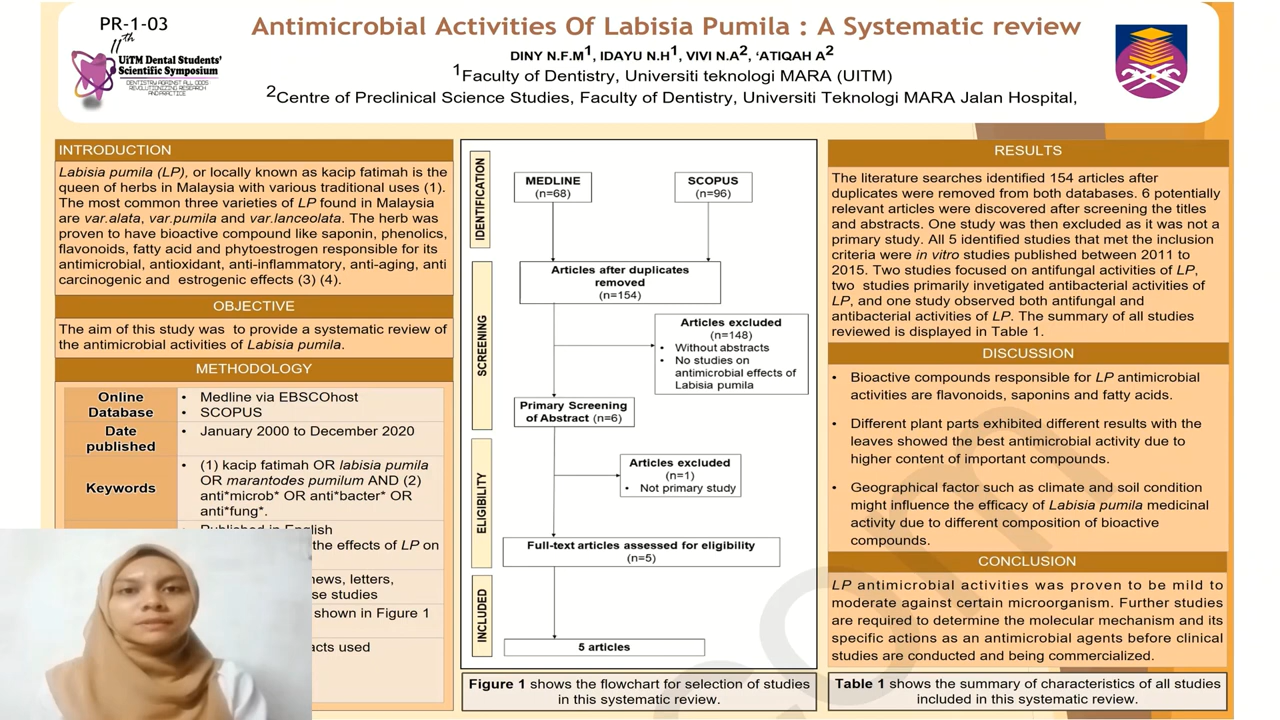 PR-1-03
11th
UiTM Dental Students'
Scientific Symposium
DENTISTRY AGAINST ALL ODDS
REVOLUTIONIZING RESEARCH
AND PRACTICE
Antimicrobial Activities Of Labisia Pumila : A Systematic review
DINY N.F.M1, IDAYU N.H1, VIVI N.A2, 'ATIQAH A2
1Faculty of Dentistry, Universiti teknologi MARA (UITM)
2Centre of Preclinical Science Studies, Faculty of Dentistry, Universiti Teknologi MARA Jalan Hospital,
INTRODUCTION
Labisia pumila (LP), or locally known as kacip fatimah is the
queen of herbs in Malaysia with various traditional uses (1).
The most common three varieties of LP found in Malaysia
are var.alata, var.pumila and var.lanceolata. The herb was
proven to have bioactive compound like saponin, phenolics,
flavonoids, fatty acid and phytoestrogen responsible for its
antimicrobial, antioxidant, anti-inflammatory, anti-aging, anti
carcinogenic and estrogenic effects (3) (4).
OBJECTIVE
The aim of this study was to provide a systematic review of
the antimicrobial activities of Labisia pumila.
METHODOLOGY
Online
Database
• Medline via EBSCOhost
• SCOPUS
Date
published
• January 2000 to December 2020
Keywords
• (1) kacip fatimah OR labisia pumila
OR marantodes pumilum AND (2)
anti*microb* OR anti*bacter* OR
anti*fung*.
Published in English
the effects of LP on
news, letters,
se studies
shown in Figure 1
acts used
IDENTIFICATION
MEDLINE
(n=68)
SCOPUS
(n=96)
SCREENING
Articles after duplicates
removed
(n=154)
Articles excluded
(n=148)
• Without abstracts
• No studies on
antimicrobial effects of
Labisia pumila
Primary Screening
of Abstract (n=6)
ELIGIBILITY
Articles excluded
(n=1)
• Not primary study
Full-text articles assessed for eligibility
(n=5)
INCLUDED
5 articles
Figure 1 shows the flowchart for selection of studies
in this systematic review.
RESULTS
The literature searches identified 154 articles after
duplicates were removed from both databases. 6 potentially
relevant articles were discovered after screening the titles
and abstracts. One study was then excluded as it was not a
primary study. All 5 identified studies that met the inclusion
criteria were in vitro studies published between 2011 to
2015. Two studies focused on antifungal activities of LP,
two studies primarily invetigated antibacterial activities of
LP, and one study observed both antifungal and
antibacterial activities of LP. The summary of all studies
reviewed is displayed in Table 1.
DISCUSSION
• Bioactive compounds responsible for LP antimicrobial
activities are flavonoids, saponins and fatty acids.
• Different plant parts exhibited different results with the
leaves showed the best antimicrobial activity due to
higher content of important compounds.
• Geographical factor such as climate and soil condition
might influence the efficacy of Labisia pumila medicinal
activity due to different composition of bioactive
compounds.
CONCLUSION
LP antimicrobial activities was proven to be mild to
moderate against certain microorganism. Further studies
are required to determine the molecular mechanism and its
specific actions as an antimicrobial agents before clinical
studies are conducted and being commercialized.
Table 1 shows the summary of characteristics of all studies
included in this systematic review.